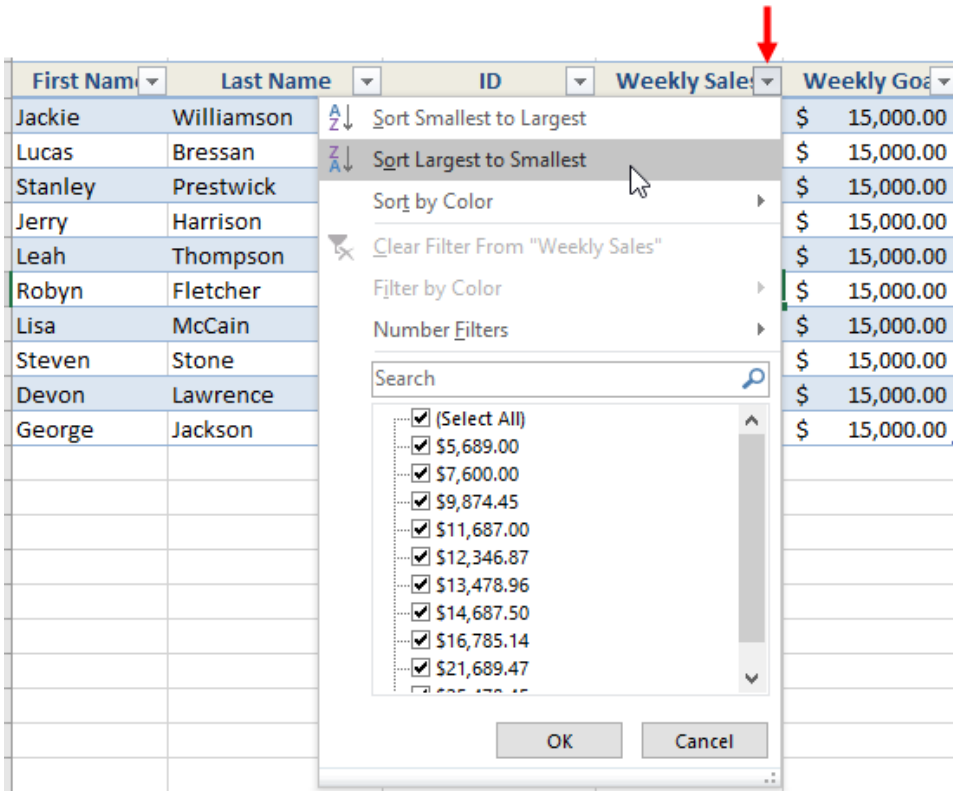 First Nam Last Name ID Weekly Sales Weekly Goa
Jackie Williamson $ 15,000.00
Lucas Bressan $ 15,000.00
Stanley Prestwick $ 15,000.00
Jerry Harrison $ 15,000.00
Leah Thompson $ 15,000.00
Robyn Fletcher $ 15,000.00
Lisa McCain $ 15,000.00
Steven Stone $ 15,000.00
Devon Lawrence $ 15,000.00
George Jackson $ 15,000.00
Sort Smallest to Largest
Sort Largest to Smallest
Sort by Color
Clear Filter From "Weekly Sales"
Filter by Color
Number Filters
Search
(Select All)
$5,689.00
$7,600.00
$9,874.45
$11,687.00
$12,346.87
$13,478.96
$14,687.50
$16,785.14
$21,689.47
OK Cancel